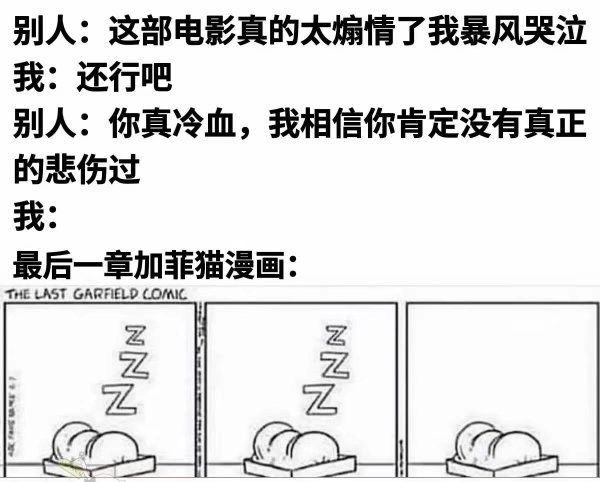 别人：这部电影真的太煽情了我暴风哭泣
我：还行吧
别人：你真冷血，我相信你肯定没有真正
的悲伤过
我：
最后一章加菲猫漫画：
THE LAST GARFIELD COMIC
Z Z
Z Z
Z Z